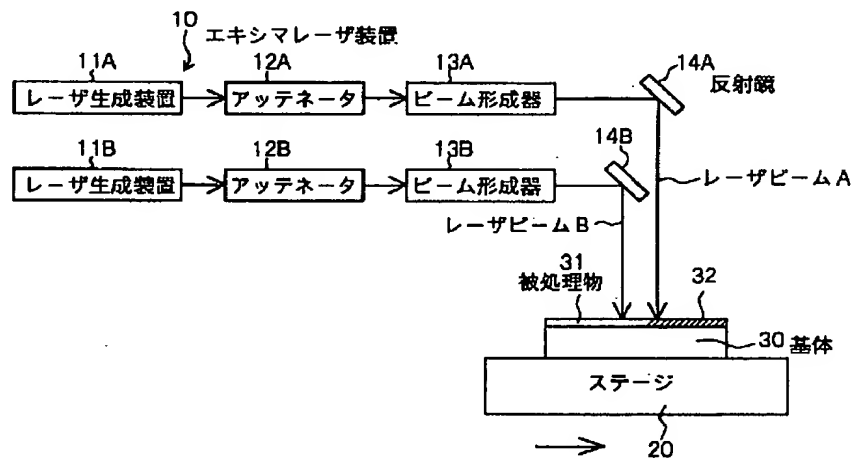 10
エキシマレーザ装置
11A
12A
13A
14A
反射鏡
レーザ生成装置
アッテネータ
ビーム形成器
11B
12B
13B
14B
レーザ生成装置
アッテネータ
ビーム形成器
レーザビームA
レーザビームB
31
被処理物
32
30 基体
ステージ
20